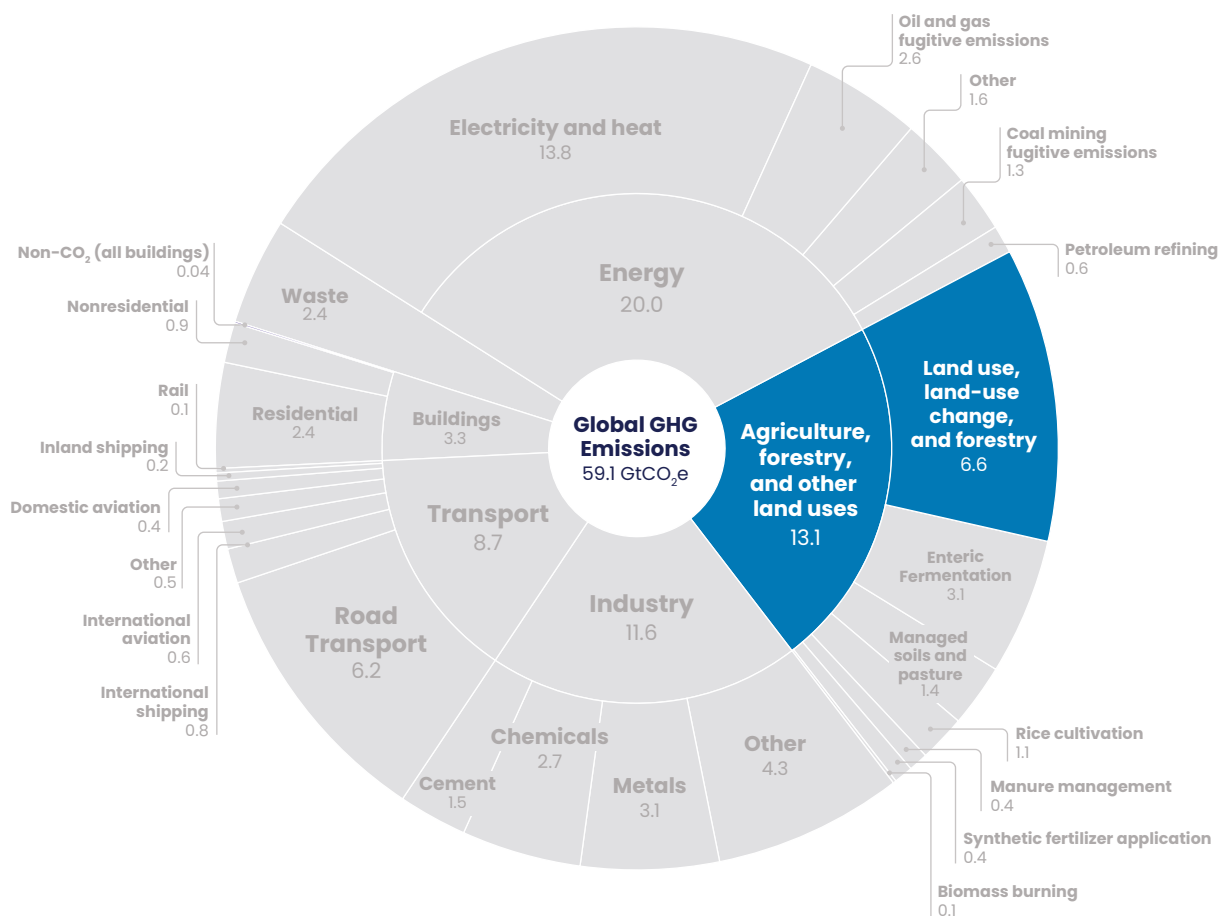 Oil and gas
fugitive emissions
2.6
Other
1.6
Coal mining
fugitive emissions
1.3
Petroleum refining
0.6
Electricity and heat
13.8
Energy
20.0
Non-CO₂ (all buildings)
0.04
Nonresidential
0.9
Waste
2.4
Rail
0.1
Inland shipping
0.2
Domestic aviation
0.4
Other
0.5
International
aviation
0.6
International
shipping
0.8
Residential
2.4
Buildings
3.3
Global GHG
Emissions
59.1 GtCO₂e
Agriculture,
forestry,
and other
land uses
13.1
Land use,
land-use
change,
and forestry
6.6
Transport
8.7
Industry
11.6
Road
Transport
6.2
Enteric
Fermentation
3.1
Managed
soils and
pasture
1.4
Rice cultivation
1.1
Manure management
0.4
Synthetic fertilizer application
0.4
Biomass burning
0.1
Cement
1.5
Chemicals
2.7
Metals
3.1
Other
4.3